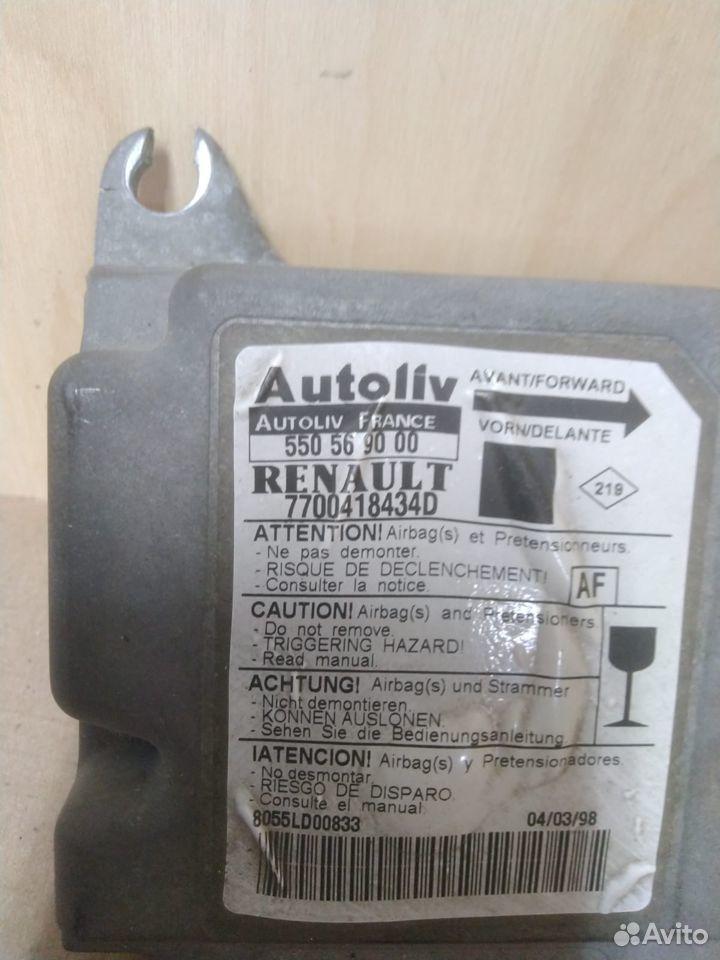 Autoliv
AUTOLIV FRANCE
550 56 90 00
RENAULT
7700418434D
AVANT/FORWARD
VORN/DELANTE
219
ATTENTION! Airbag(s) et Pretensionneurs.
- Ne pas demonter.
- RISQUE DE DECLENCHEMENT!
- Consulter la notice.
AF
CAUTION! Airbag(s) and Pretensioners.
- Do not remove.
- TRIGGERING HAZARD!
- Read manual.
ACHTUNG! Airbag(s) und Strammer
- Nicht demontieren.
- KONNEN AUSLONEN.
- Sehen Sie die Bedienungsanleitung.
IATENCION! Airbag(s) y Pretensionadores.
- No desmontar.
- RIESGO DE DISPARO.
- Consulte el manual.
8055LD00833
04/03/98
Avito